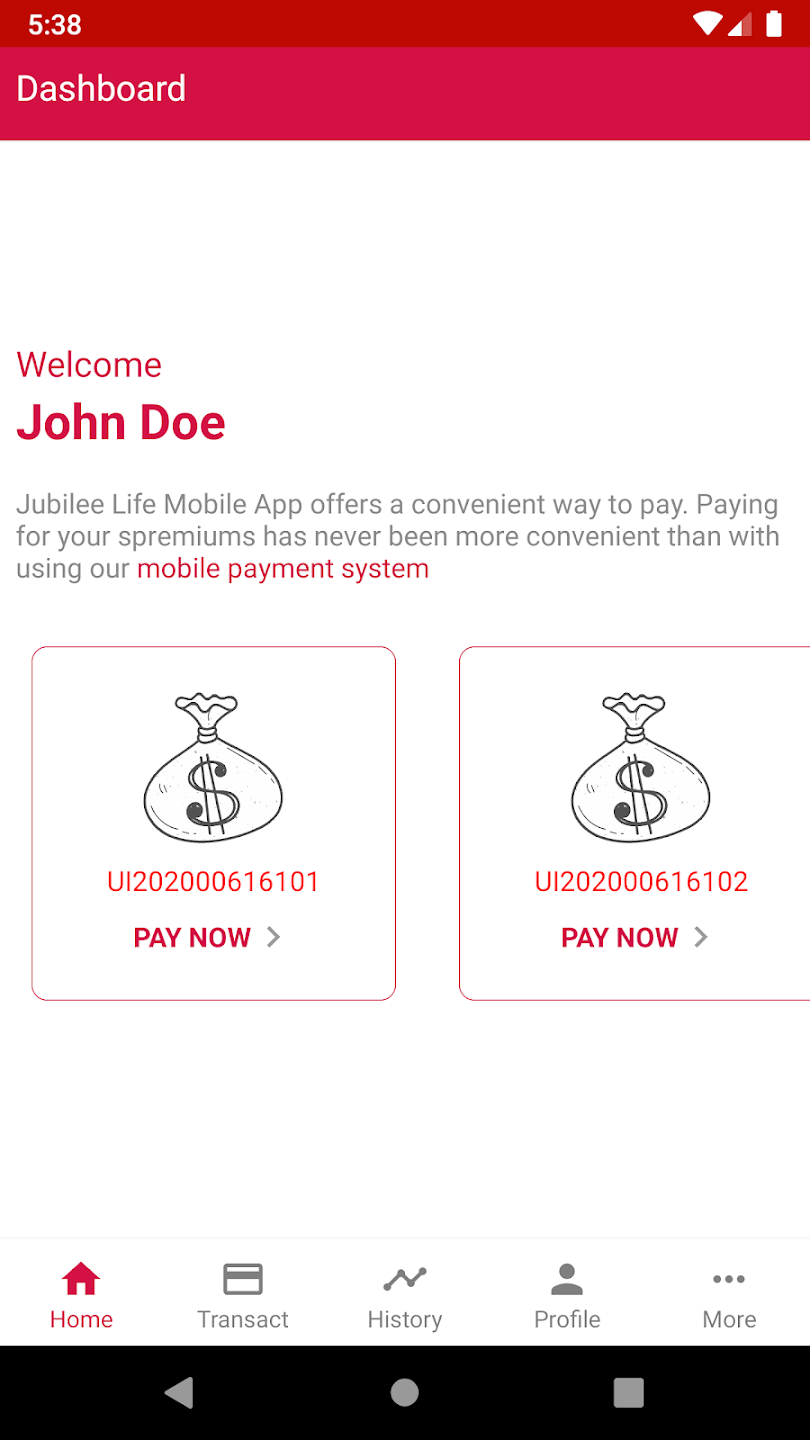 5:38
Dashboard
Welcome
John Doe
Jubilee Life Mobile App offers a convenient way to pay. Paying
for your spremiums has never been more convenient than with
using our mobile payment system
UI202000616101
UI202000616102
PAY NOW
PAY NOW
Home
Transact
History
Profile
More